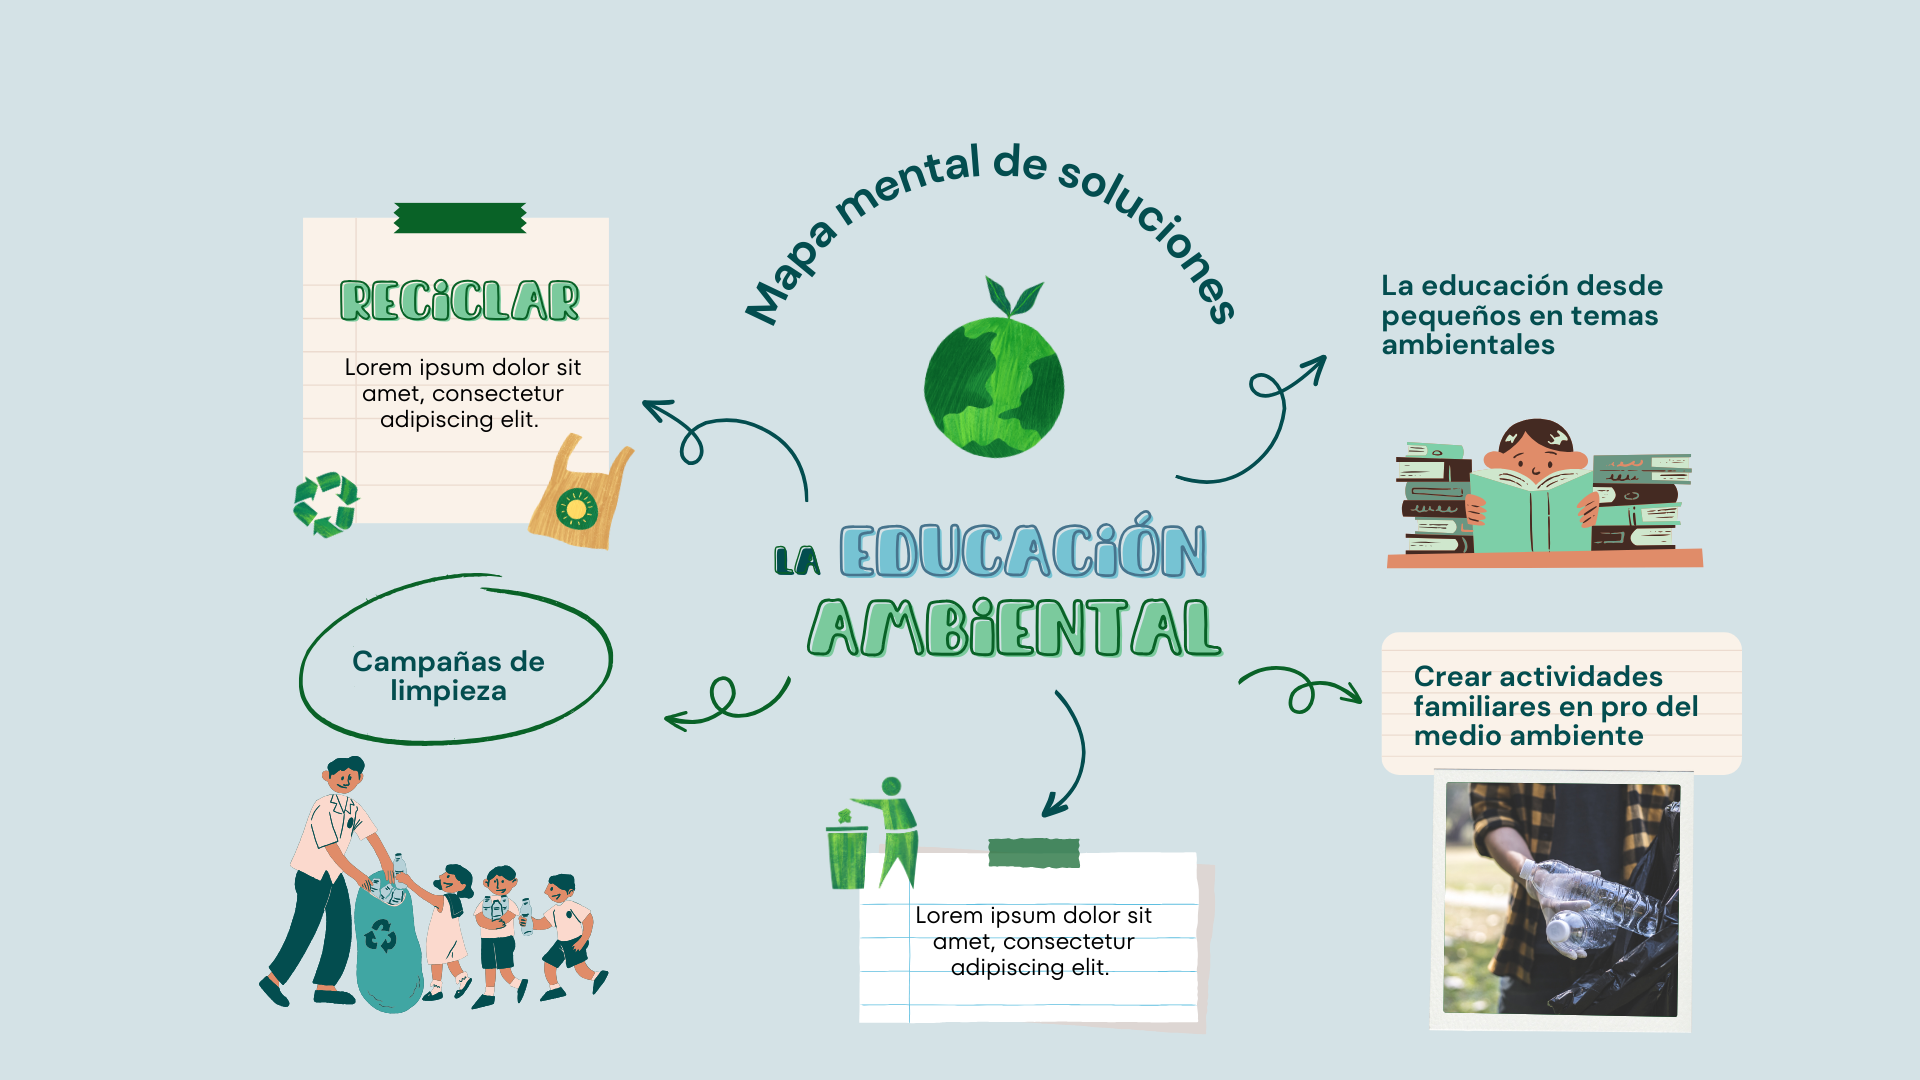 Mapa mental de soluciones
RECiCLAR
Lorem ipsum dolor sit
amet, consectetur
adipiscing elit.
La educación desde
pequeños en temas
ambientales
LA EDUCACiÓN
AMBiENTAL
Campañas de
limpieza
Crear actividades
familiares en pro del
medio ambiente
Lorem ipsum dolor sit
amet, consectetur
adipiscing elit.